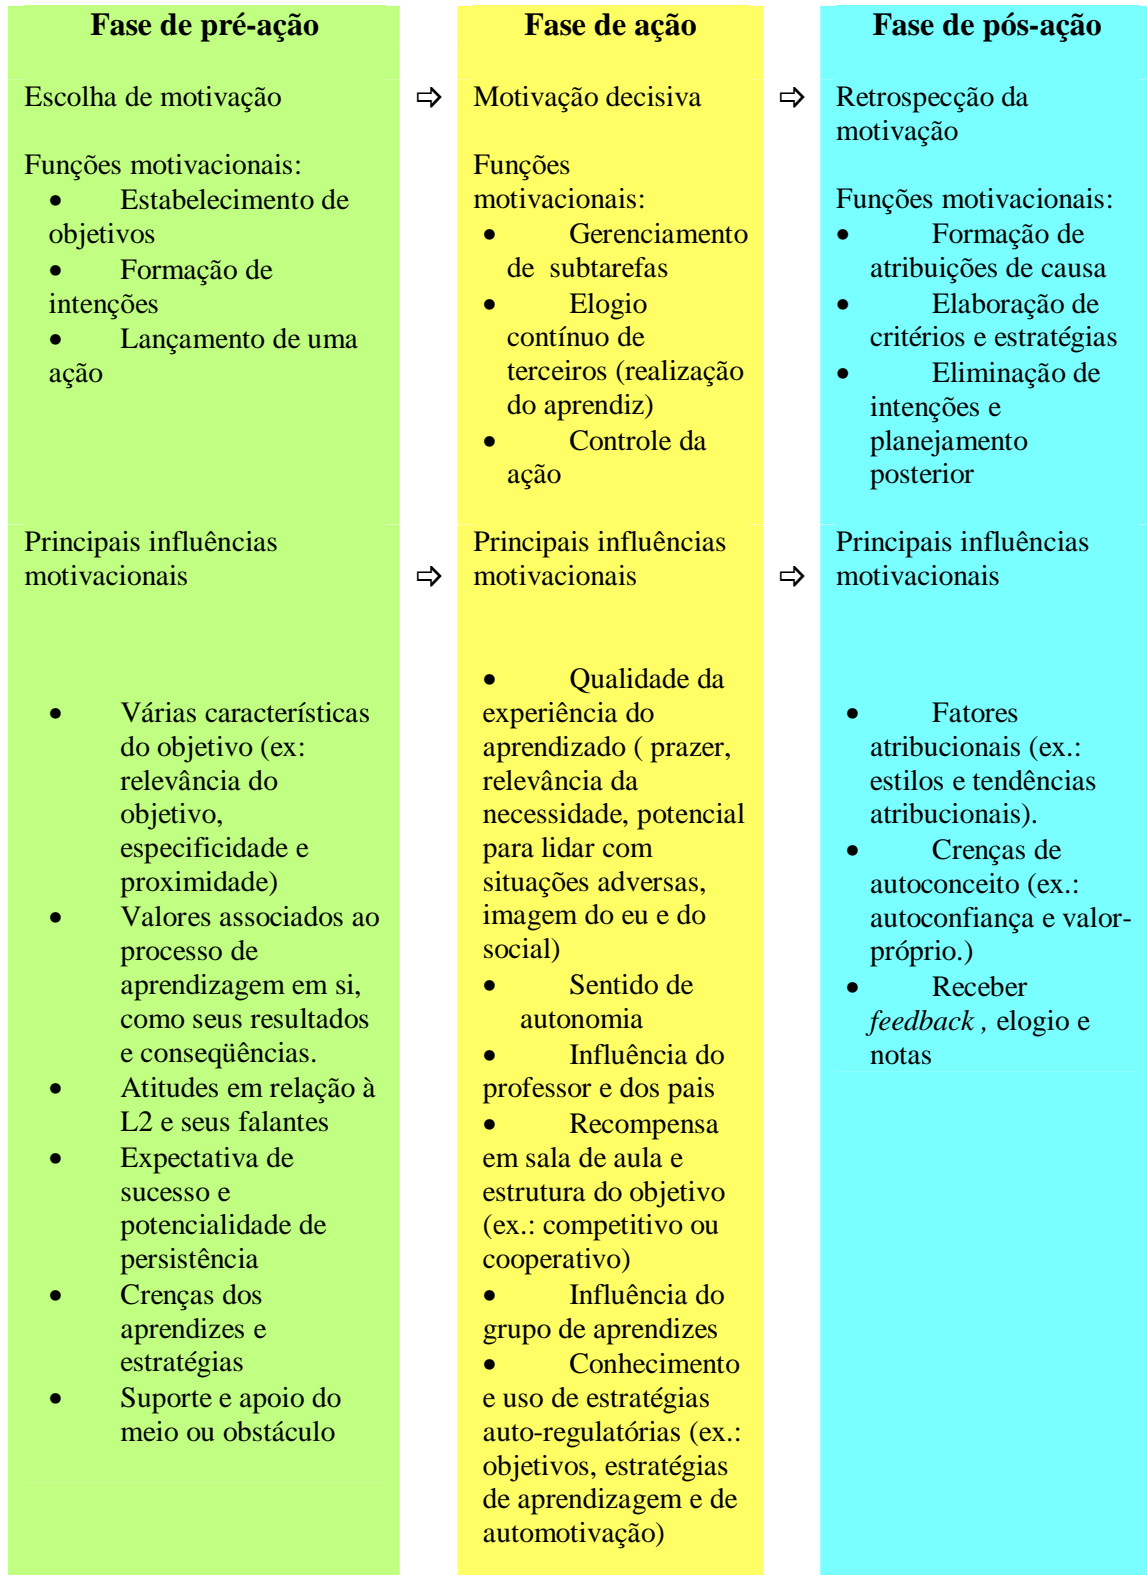 Fase de pré-ação
Escolha de motivação
Funções motivacionais:
• Estabelecimento de
objetivos
• Formação de
intenções
• Lançamento de uma
ação
Principais influências
motivacionais
• Várias características
do objetivo (ex:
relevância do
objetivo,
especificidade e
proximidade)
• Valores associados ao
processo de
aprendizagem em si,
como seus resultados
e conseqüências.
• Atitudes em relação à
L2 e seus falantes
• Expectativa de
sucesso e
potencialidade de
persistência
• Crenças dos
aprendizes e
estratégias
• Suporte e apoio do
meio ou obstáculo
⇨
⇨
Fase de ação
Motivação decisiva
Funções
motivacionais:
• Gerenciamento
de subtarefas
• Elogio
contínuo de
terceiros (realização
do aprendiz)
• Controle da
ação
Principais influências
motivacionais
• Qualidade da
experiência do
aprendizado ( prazer,
relevância da
necessidade, potencial
para lidar com
situações adversas,
imagem do eu e do
social)
• Sentido de
autonomia
• Influência do
professor e dos pais
• Recompensa
em sala de aula e
estrutura do objetivo
(ex.: competitivo ou
cooperativo)
• Influência do
grupo de aprendizes
• Conhecimento
e uso de estratégias
auto-regulatórias (ex.:
objetivos, estratégias
de aprendizagem e de
automotivação)
⇨
⇨
Fase de pós-ação
Retrospecção da
motivação
Funções motivacionais:
• Formação de
atribuições de causa
• Elaboração de
critérios e estratégias
• Eliminação de
intenções e
planejamento
posterior
Principais influências
motivacionais
• Fatores
atribucionais (ex.:
estilos e tendências
atribucionais).
• Crenças de
autoconceito (ex.:
autoconfiança e valor-
próprio.)
• Receber
feedback , elogio e
notas